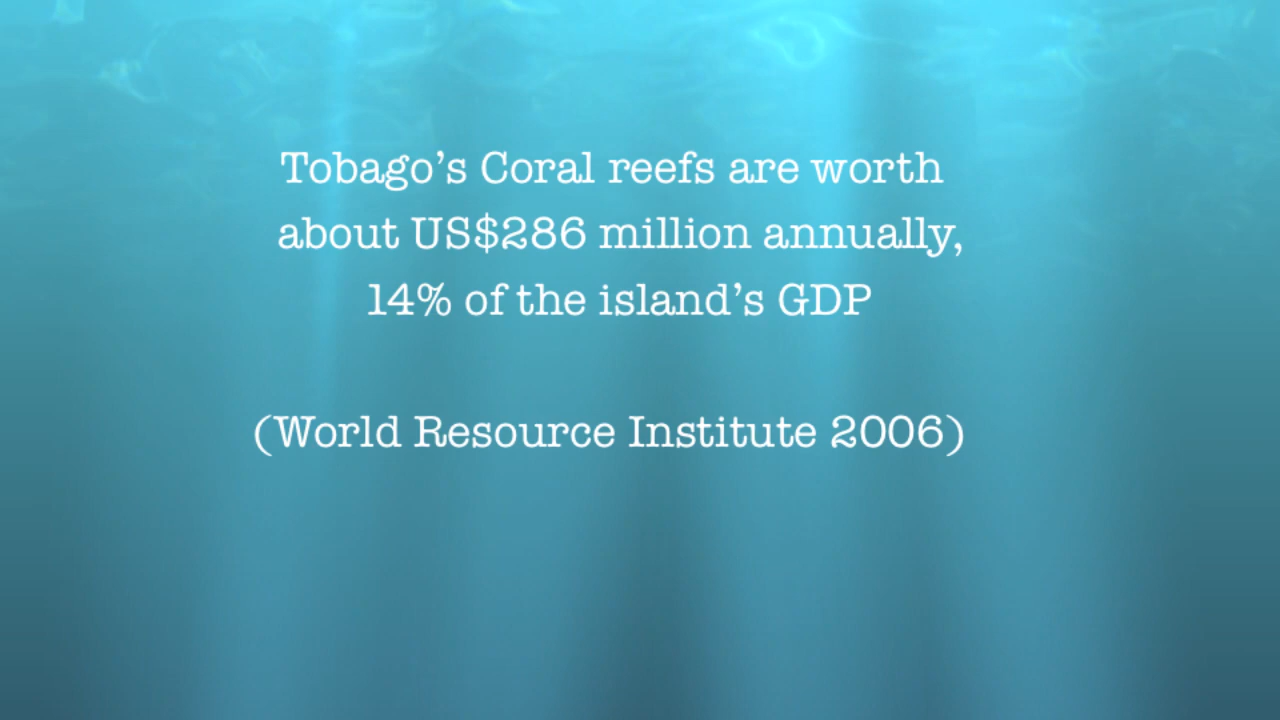 Tobago’s Coral reefs are worth
about US$286 million annually,
14% of the island’s GDP
(World Resource Institute 2006)